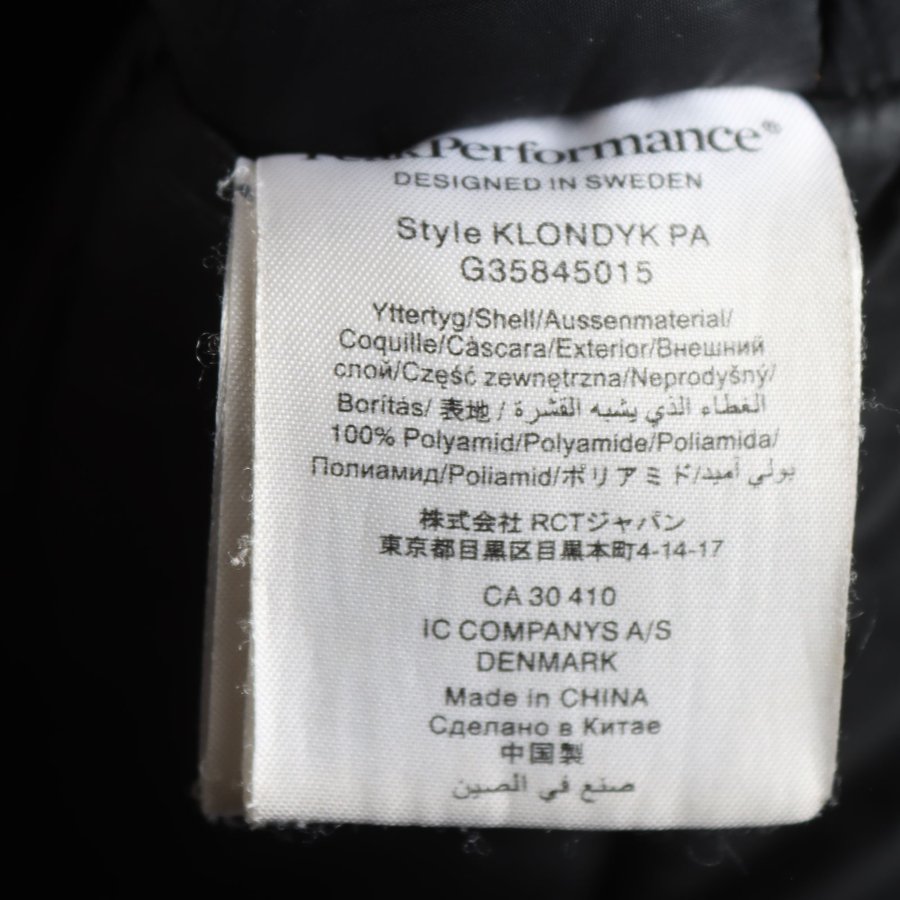 Peak Performance®
DESIGNED IN SWEDEN
Style KLONDYK PA
G35845015
Yttertyg/Shell/Aussenmaterial/
Coquille/Càscara/Exterior/Внешний
слой/Część zewnętrzna/Neprodyšný/
Borítás/ 表地 / الغطاء الذي يشبه القشرة
100% Polyamid/Polyamide/Poliamida/
Полиамид/Poliamid/ポリアミド/بولي آميد
株式会社 RCTジャパン
東京都目黒区目黒本町4-14-17
CA 30 410
IC COMPANYS A/S
DENMARK
Made in CHINA
Сделано в Китае
中国製
صنع في الصين